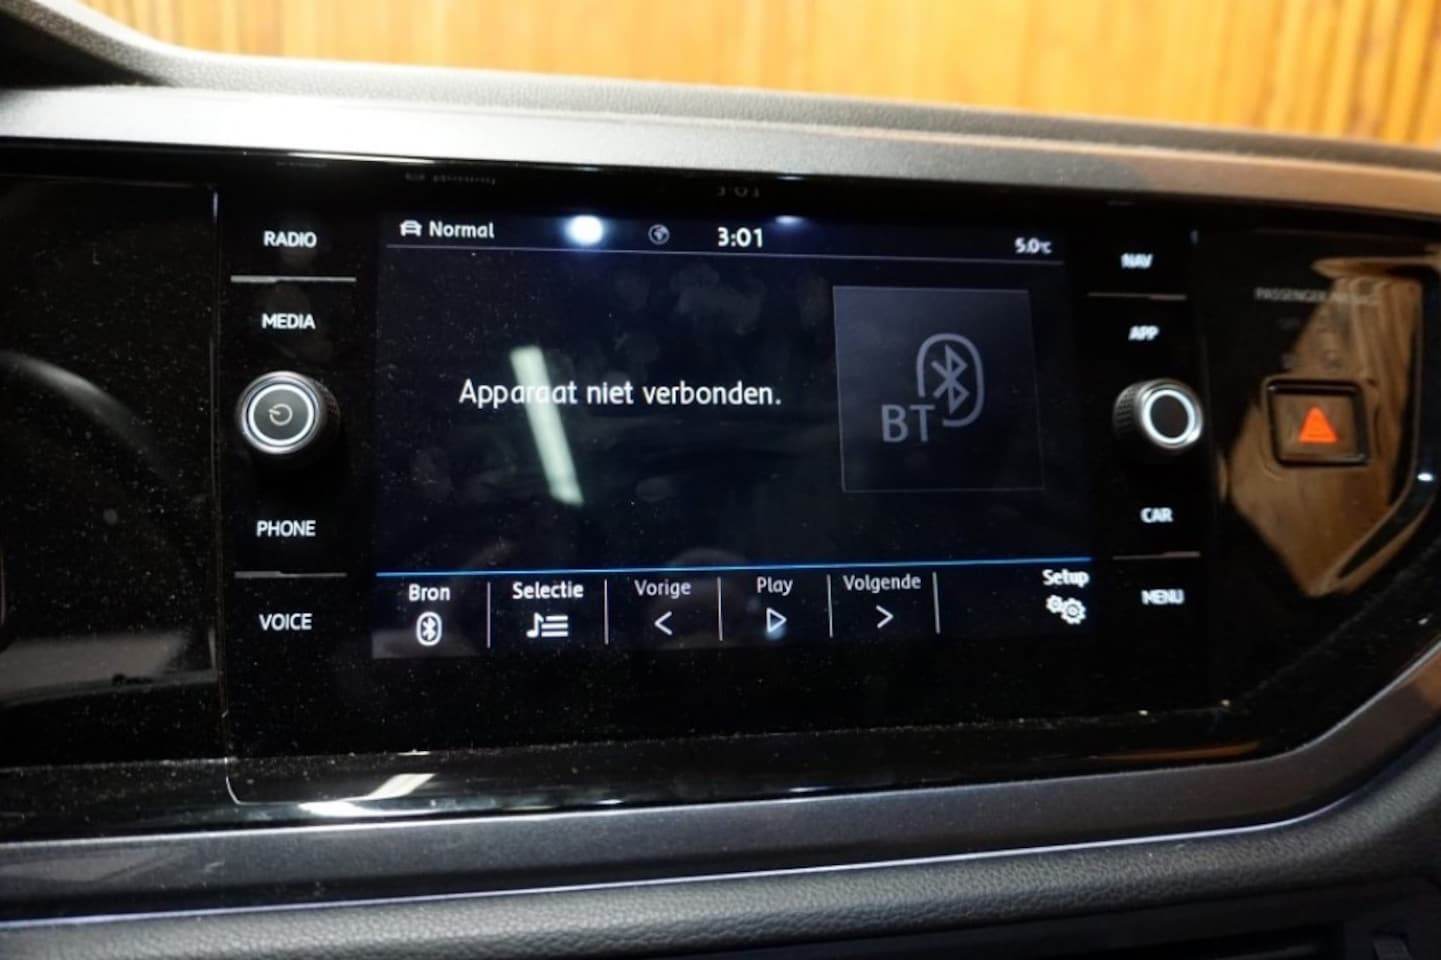 RADIO
MEDIA
PHONE
VOICE
Normal
3:01
5.0°C
Apparaat niet verbonden.
BT
Bron
Selectie
Vorige
Play
Volgende
Setup
NAV
APP
CAR
MENU
PASSENGER